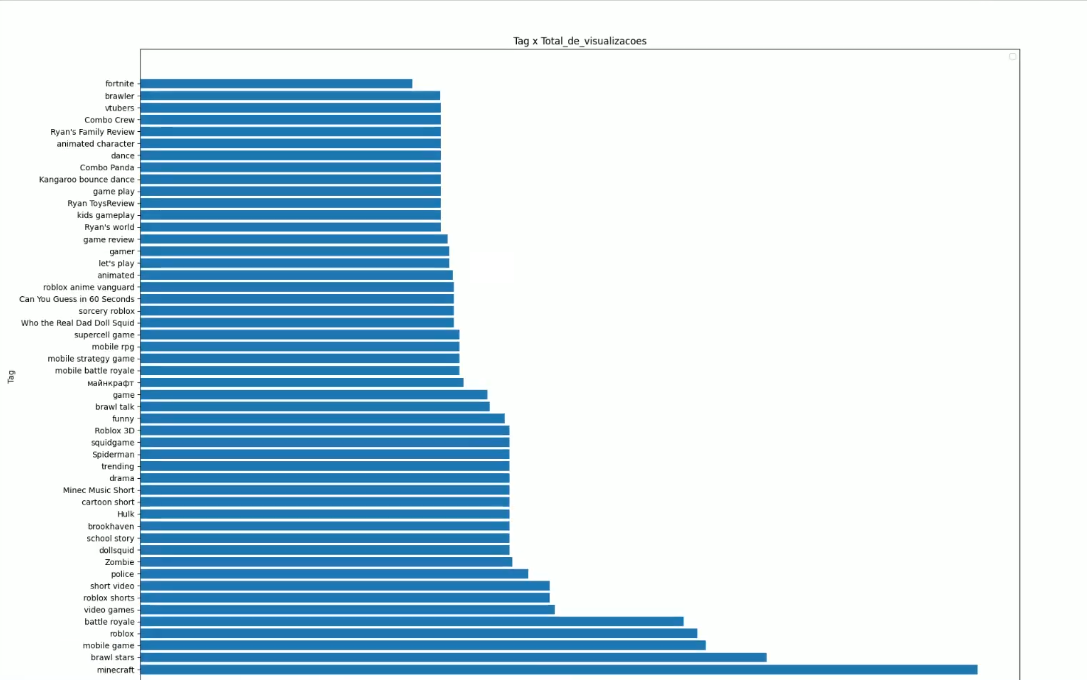 Tag x Total_de_visualizacoes
fortnite
brawler
vtubers
Combo Crew
Ryan's Family Review
animated character
dance
Combo Panda
Kangaroo bounce dance
game play
Ryan ToysReview
kids gameplay
Ryan's world
game review
gamer
let's play
animated
roblox anime vanguard
Can You Guess in 60 Seconds
sorcery roblox
Who the Real Dad Doll Squid
supercell game
mobile rpg
mobile strategy game
mobile battle royale
Tag
майнкрафт
game
brawl talk
funny
Roblox 3D
squidgame
Spiderman
trending
drama
Minec Music Short
cartoon short
Hulk
brookhaven
school story
dollsquid
Zombie
police
short video
roblox shorts
video games
battle royale
roblox
mobile game
brawl stars
minecraft